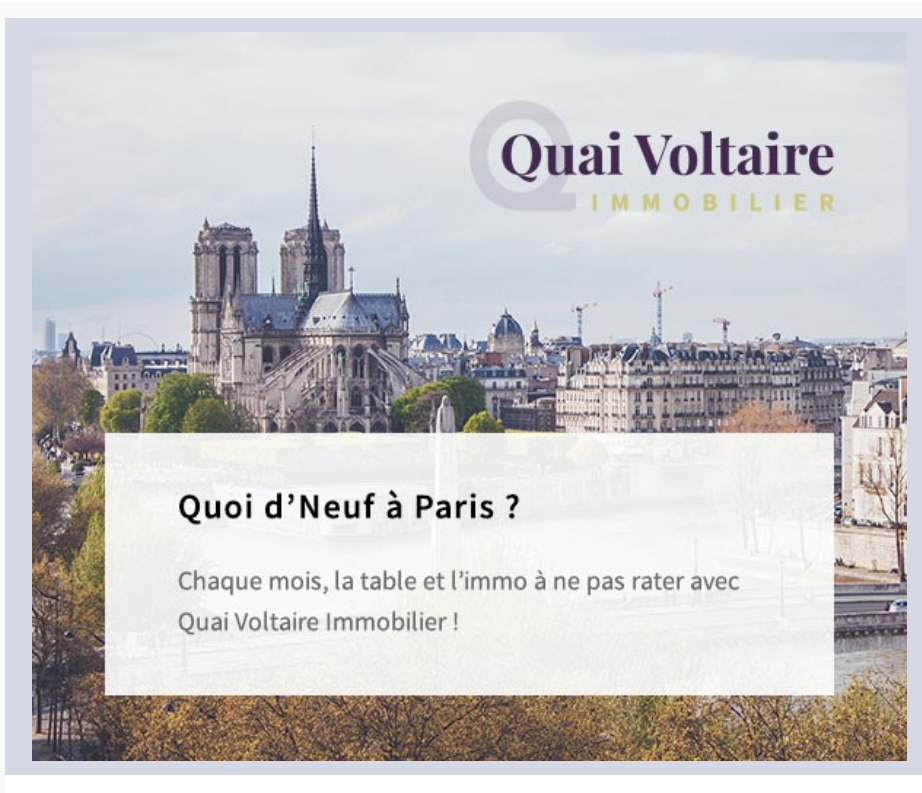 Quai Voltaire
IMMOBILIER
Quoi d’Neuf à Paris ?
Chaque mois, la table et l’immo à ne pas rater avec
Quai Voltaire Immobilier !